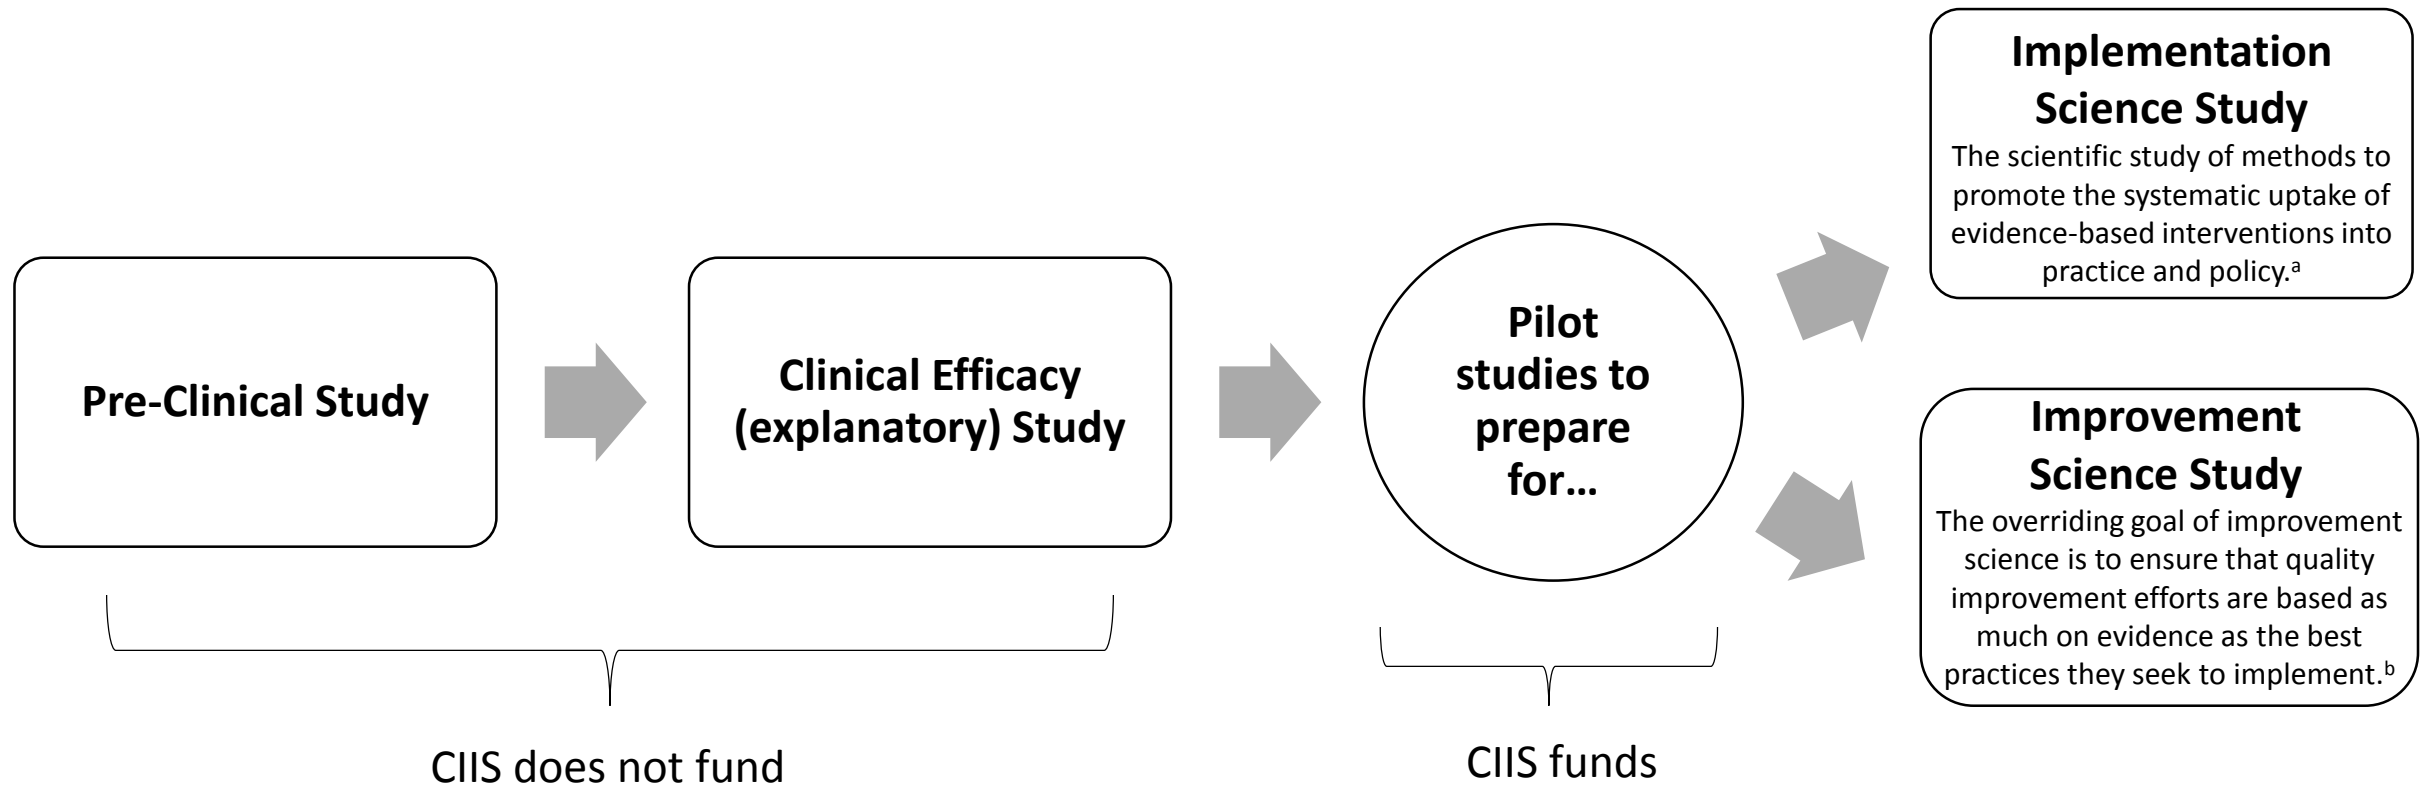 Pre-Clinical Study
Clinical Efficacy
(explanatory) Study
Pilot
studies to
prepare
for…
Implementation
Science Study
The scientific study of methods to
promote the systematic uptake of
evidence-based interventions into
practice and policy.ᵃ
Improvement
Science Study
The overriding goal of improvement
science is to ensure that quality
improvement efforts are based as
much on evidence as the best
practices they seek to implement.ᵇ
CIIS does not fund
CIIS funds